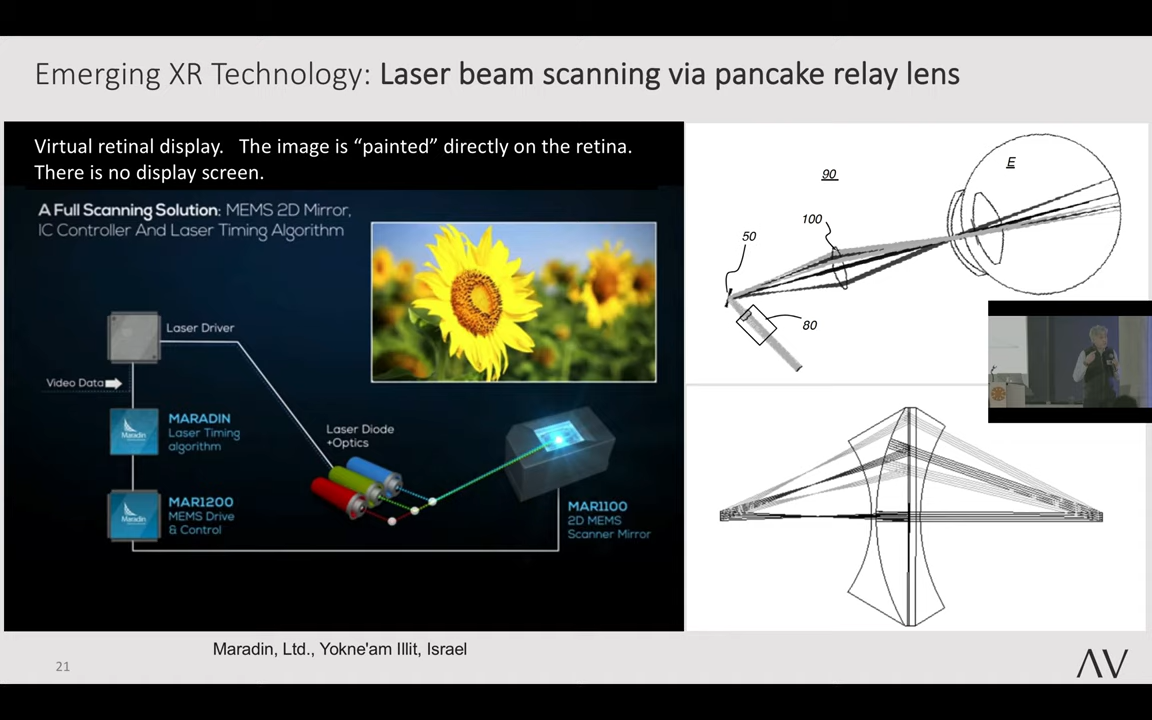 Emerging XR Technology: Laser beam scanning via pancake relay lens
Virtual retinal display. The image is “painted” directly on the retina.
There is no display screen.
A Full Scanning Solution: MEMS 2D Mirror,
IC Controller And Laser Timing Algorithm
Laser Driver
Video Data
MARADIN
Laser Timing
algorithm
Maradin
MAR1200
MEMS Drive
& Control
Maradin
Laser Diode
+Optics
MAR1100
2D MEMS
Scanner Mirror
90
E
100
50
80
Maradin, Ltd., Yokne'am Illit, Israel
21
AV